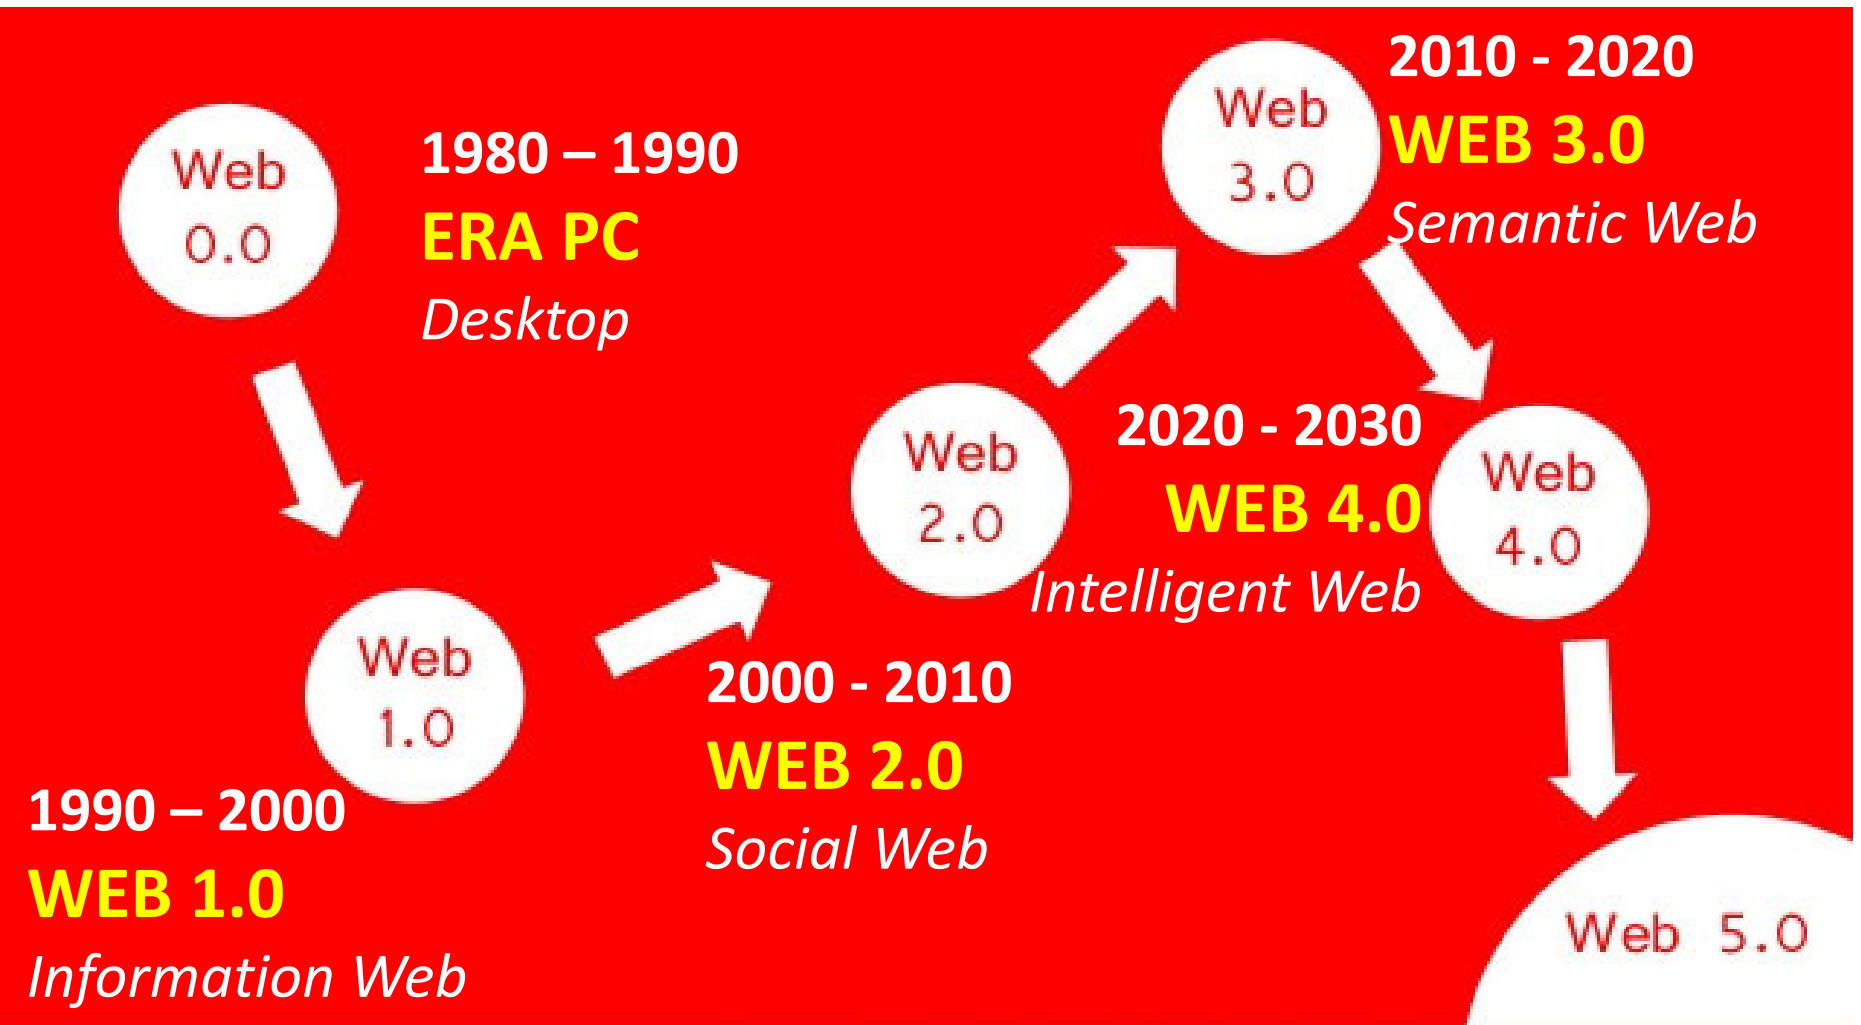 Web
0.0
1980 – 1990
ERA PC
Desktop
Web
1.0
1990 – 2000
WEB 1.0
Information Web
Web
2.0
2000 - 2010
WEB 2.0
Social Web
Web
3.0
2010 - 2020
WEB 3.0
Semantic Web
Web
4.0
2020 - 2030
WEB 4.0
Intelligent Web
Web 5.0